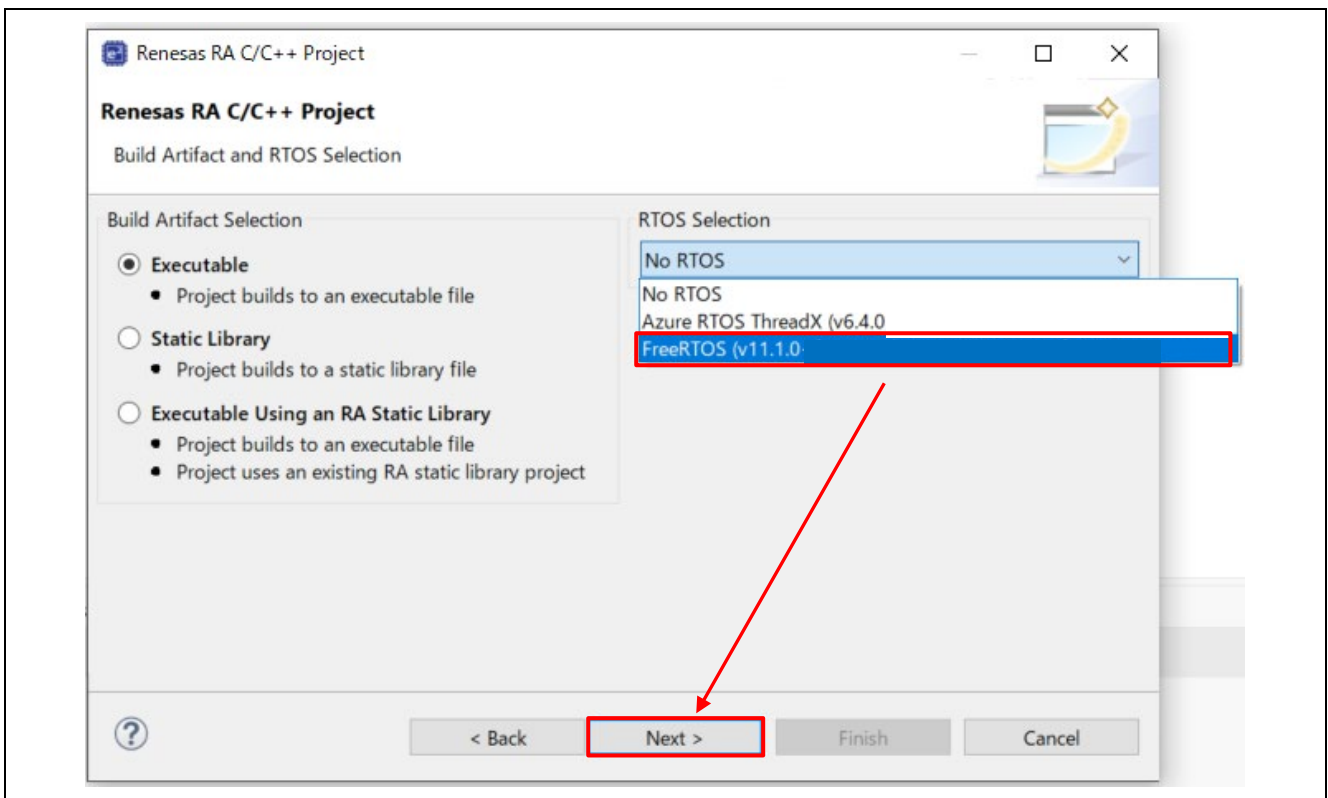 Renesas RA C/C++ Project
Renesas RA C/C++ Project
Build Artifact and RTOS Selection
Build Artifact Selection
Executable
• Project builds to an executable file
Static Library
• Project builds to a static library file
Executable Using an RA Static Library
• Project builds to an executable file
• Project uses an existing RA static library project
RTOS Selection
No RTOS
No RTOS
Azure RTOS ThreadX (v6.4.0
FreeRTOS (v11.1.0
?
< Back
Next >
Finish
Cancel